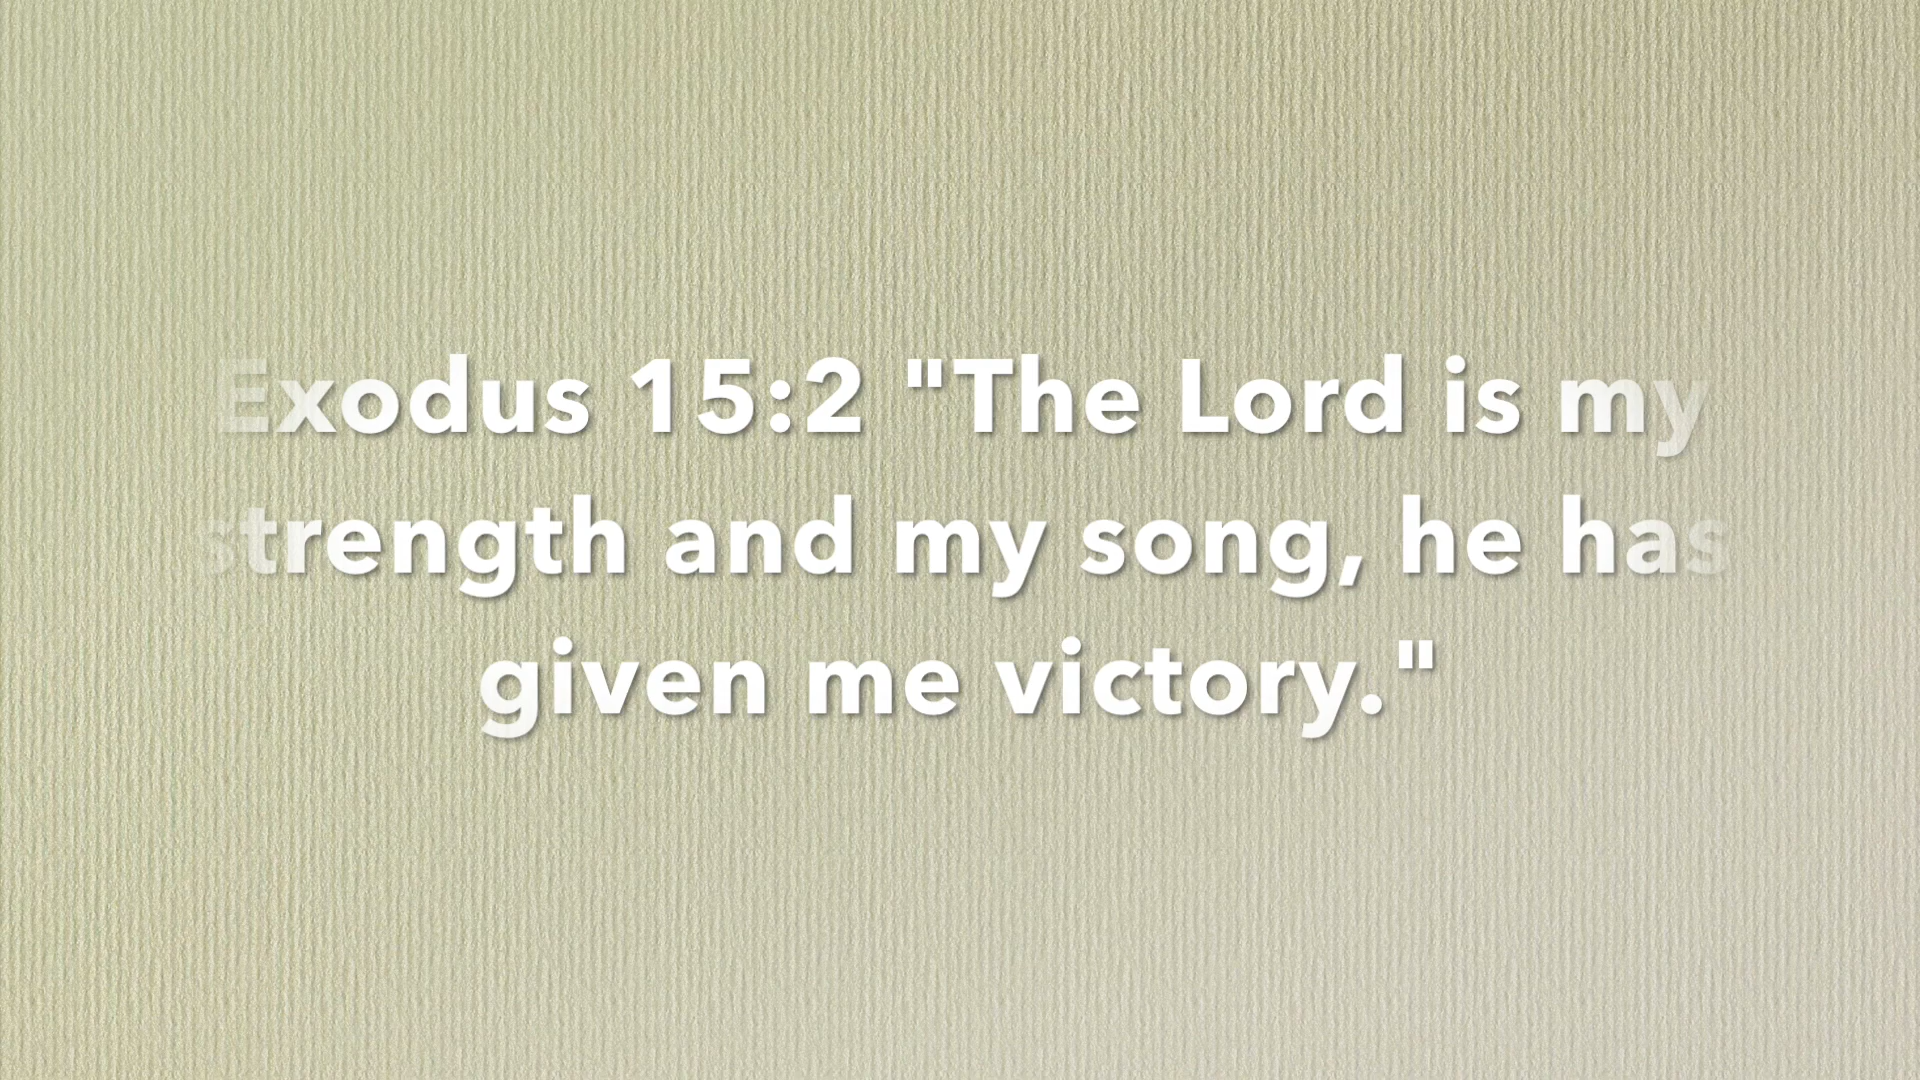 Exodus 15:2 "The Lord is my
strength and my song, he has
given me victory."